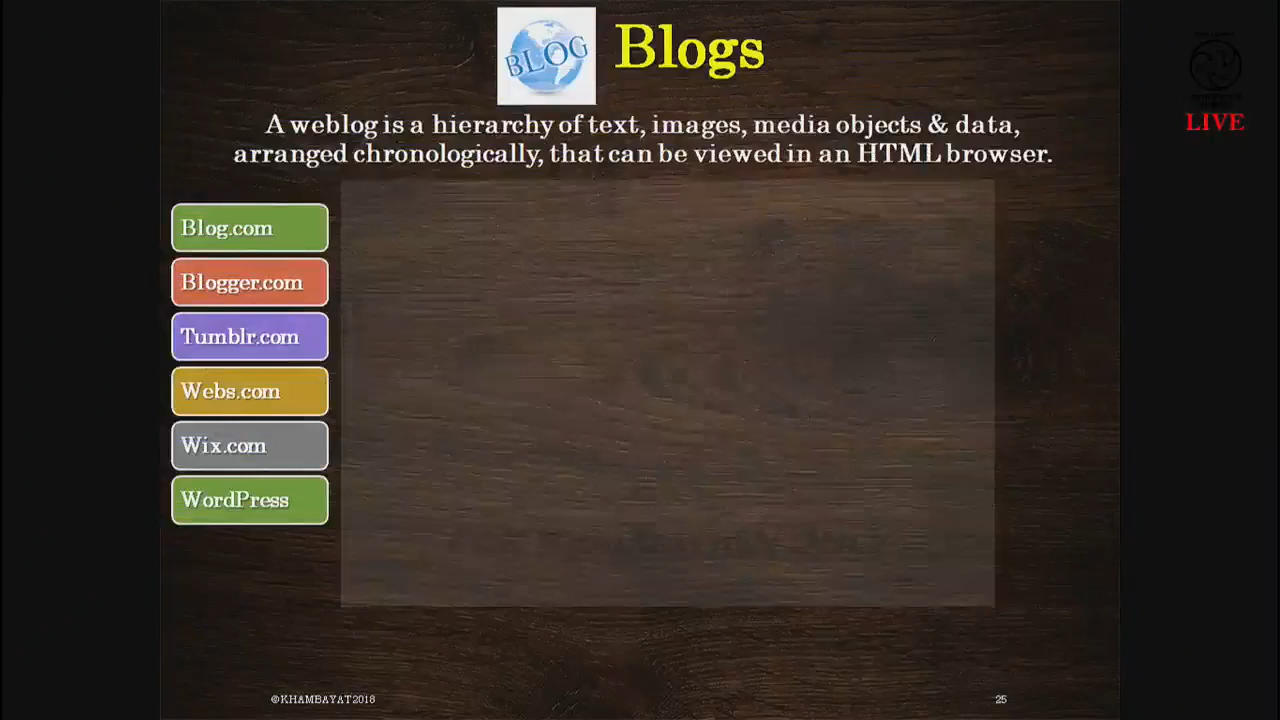 BLOG
Blogs
A weblog is a hierarchy of text, images, media objects & data,
arranged chronologically, that can be viewed in an HTML browser.
LIVE
Blog.com
Blogger.com
Tumblr.com
Webs.com
Wix.com
WordPress
©KHAMBAYAT2018
25